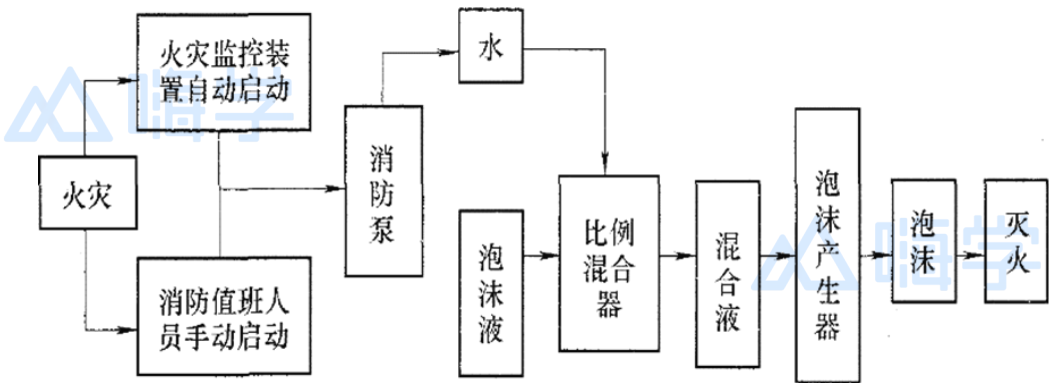 火灾
火灾监控装
置自动启动
消防值班人
员手动启动
消防泵
水
泡沫液
比例
混合
器
混合液
泡沫产生器
泡沫
灭火
嗨学
嗨学